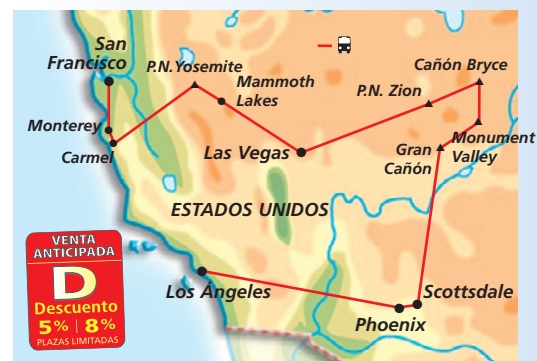 San
Francisco
P.N.Yosemite
Cañón Bryce
Mammoth
Lakes
P.N. Zion
Monterey
Carmel
Las Vegas
Gran
Cañón
Monument
Valley
ESTADOS UNIDOS
VENTA
ANTICIPADA
D
Descuento
5% | 8%
PLAZAS LIMITADAS
Los Ángeles
Scottsdale
Phoenix